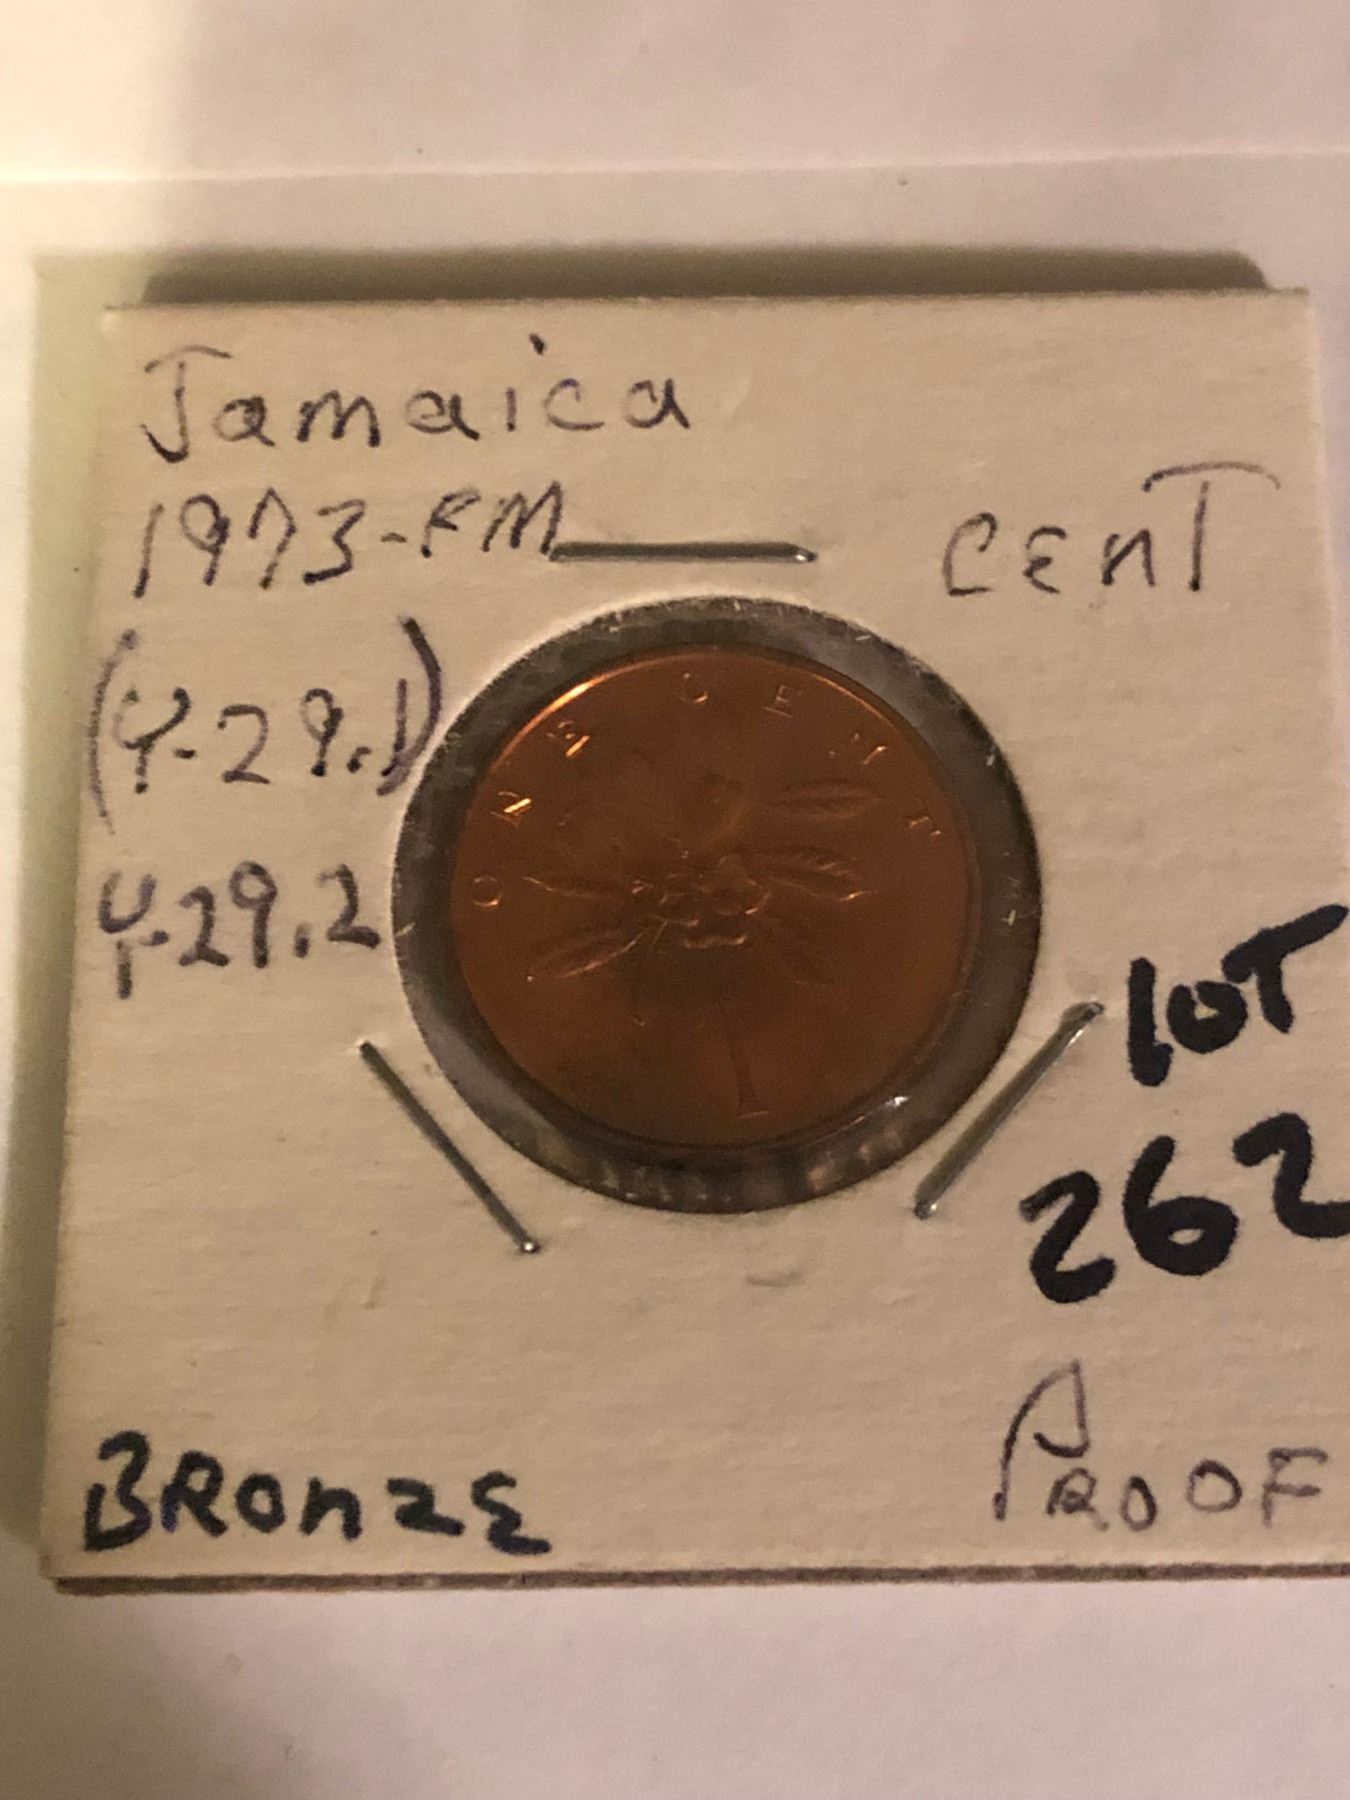 Jamaica
1973-FM
CENT
(Y-29.1)
Y-29.2
ONE CENT
LOT
262
BRONZE
PROOF